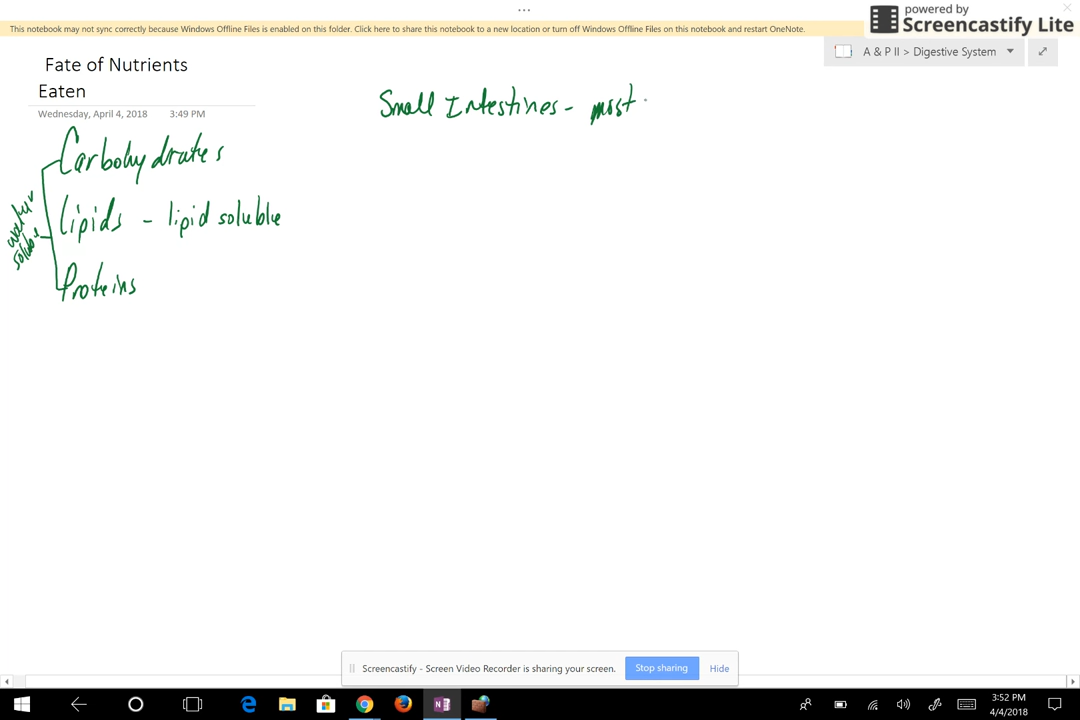 powered by
Screencastify Lite
This notebook may not sync correctly because Windows Offline Files is enabled on this folder. Click here to share this notebook to a new location or turn off Windows Offline Files on this notebook and restart OneNote.
A & P II > Digestive System
Fate of Nutrients
Eaten
Wednesday, April 4, 2018 3:49 PM
Small Intestines - most
Carbohydrates
Lipids - lipid soluble
water
Proteins
Screencastify - Screen Video Recorder is sharing your screen. Stop sharing Hide
3:52 PM
4/4/2018